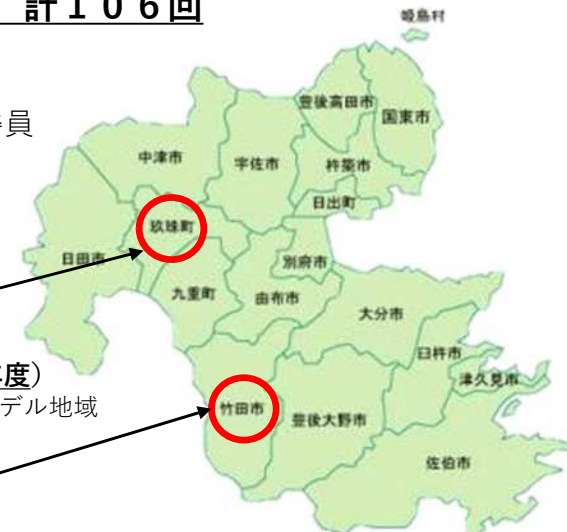 計１０６回
姫島村
員
豊後高田市
国東市
中津市
宇佐市
杵築市
日出町
玖珠町
日田市
別府市
九重町
由布市
大分市
度）
臼杵市
デル地域
津久見市
竹田市
豊後大野市
佐伯市